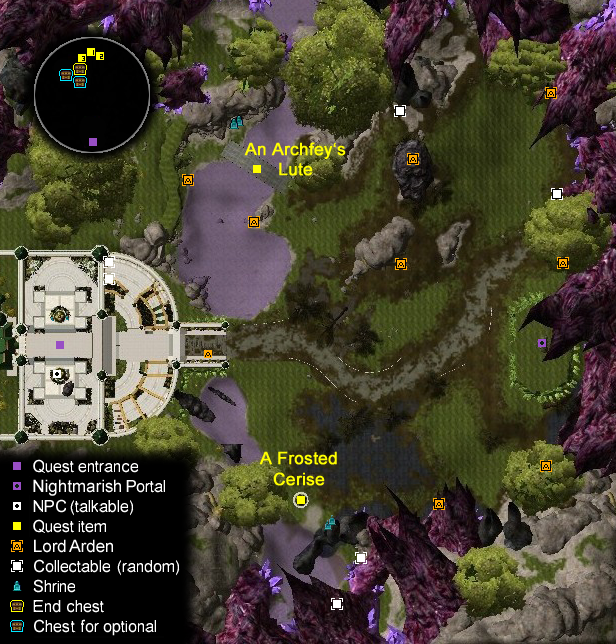 An Archfey's
Lute
A Frosted
Cerise
Quest entrance
Nightmarish Portal
NPC (talkable)
Quest item
Lord Arden
Collectable (random)
Shrine
End chest
Chest for optional